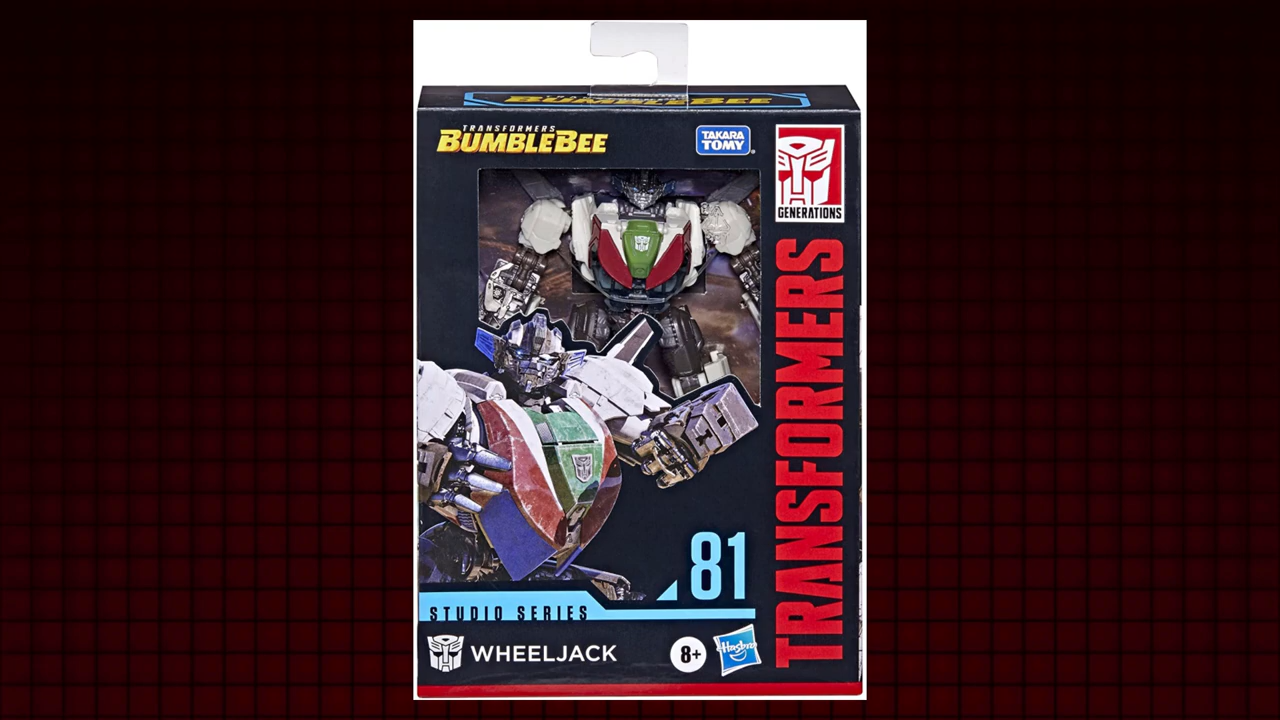 BUMBLEBEE
TRANSFORMERS
BUMBLEBEE
TAKARA
TOMY
GENERATIONS
TRANSFORMERS
81
STUDIO SERIES
WHEELJACK
8+
Hasbro